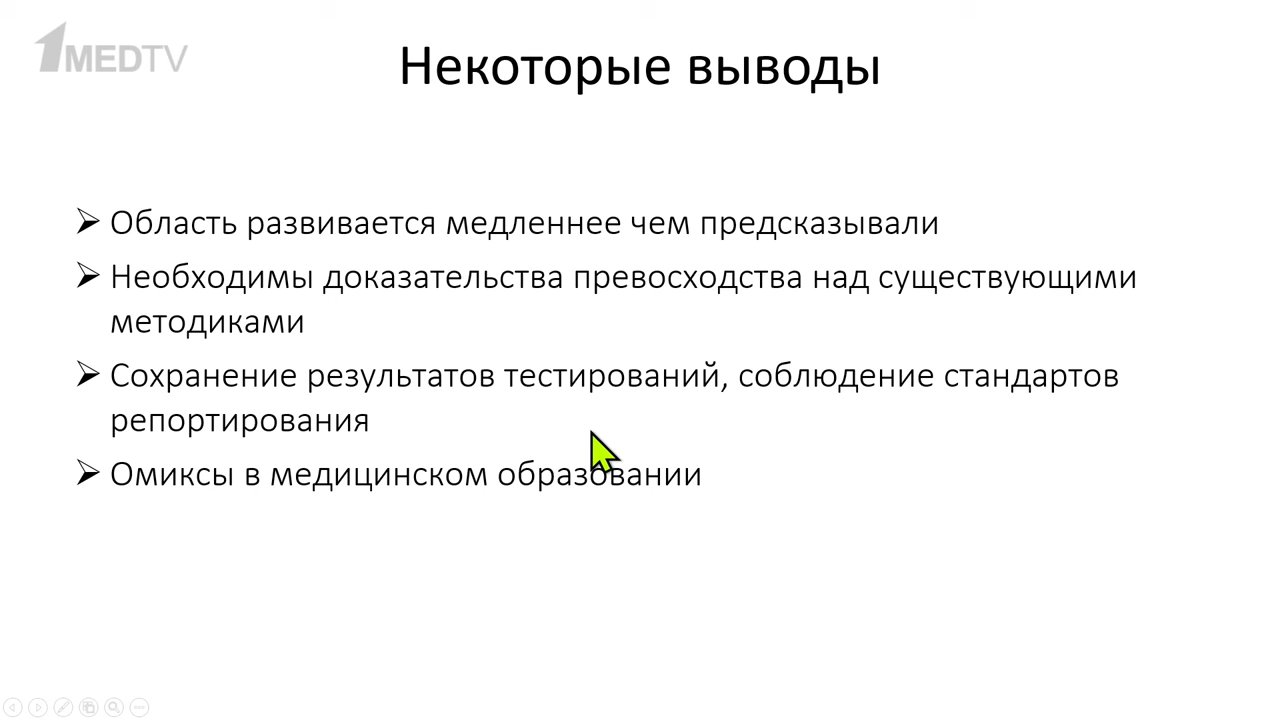 1MEDTV
Некоторые выводы
Область развивается медленнее чем предсказывали
Необходимы доказательства превосходства над существующими
методиками
Сохранение результатов тестирований, соблюдение стандартов
репортирования
Омиксы в медицинском образовании